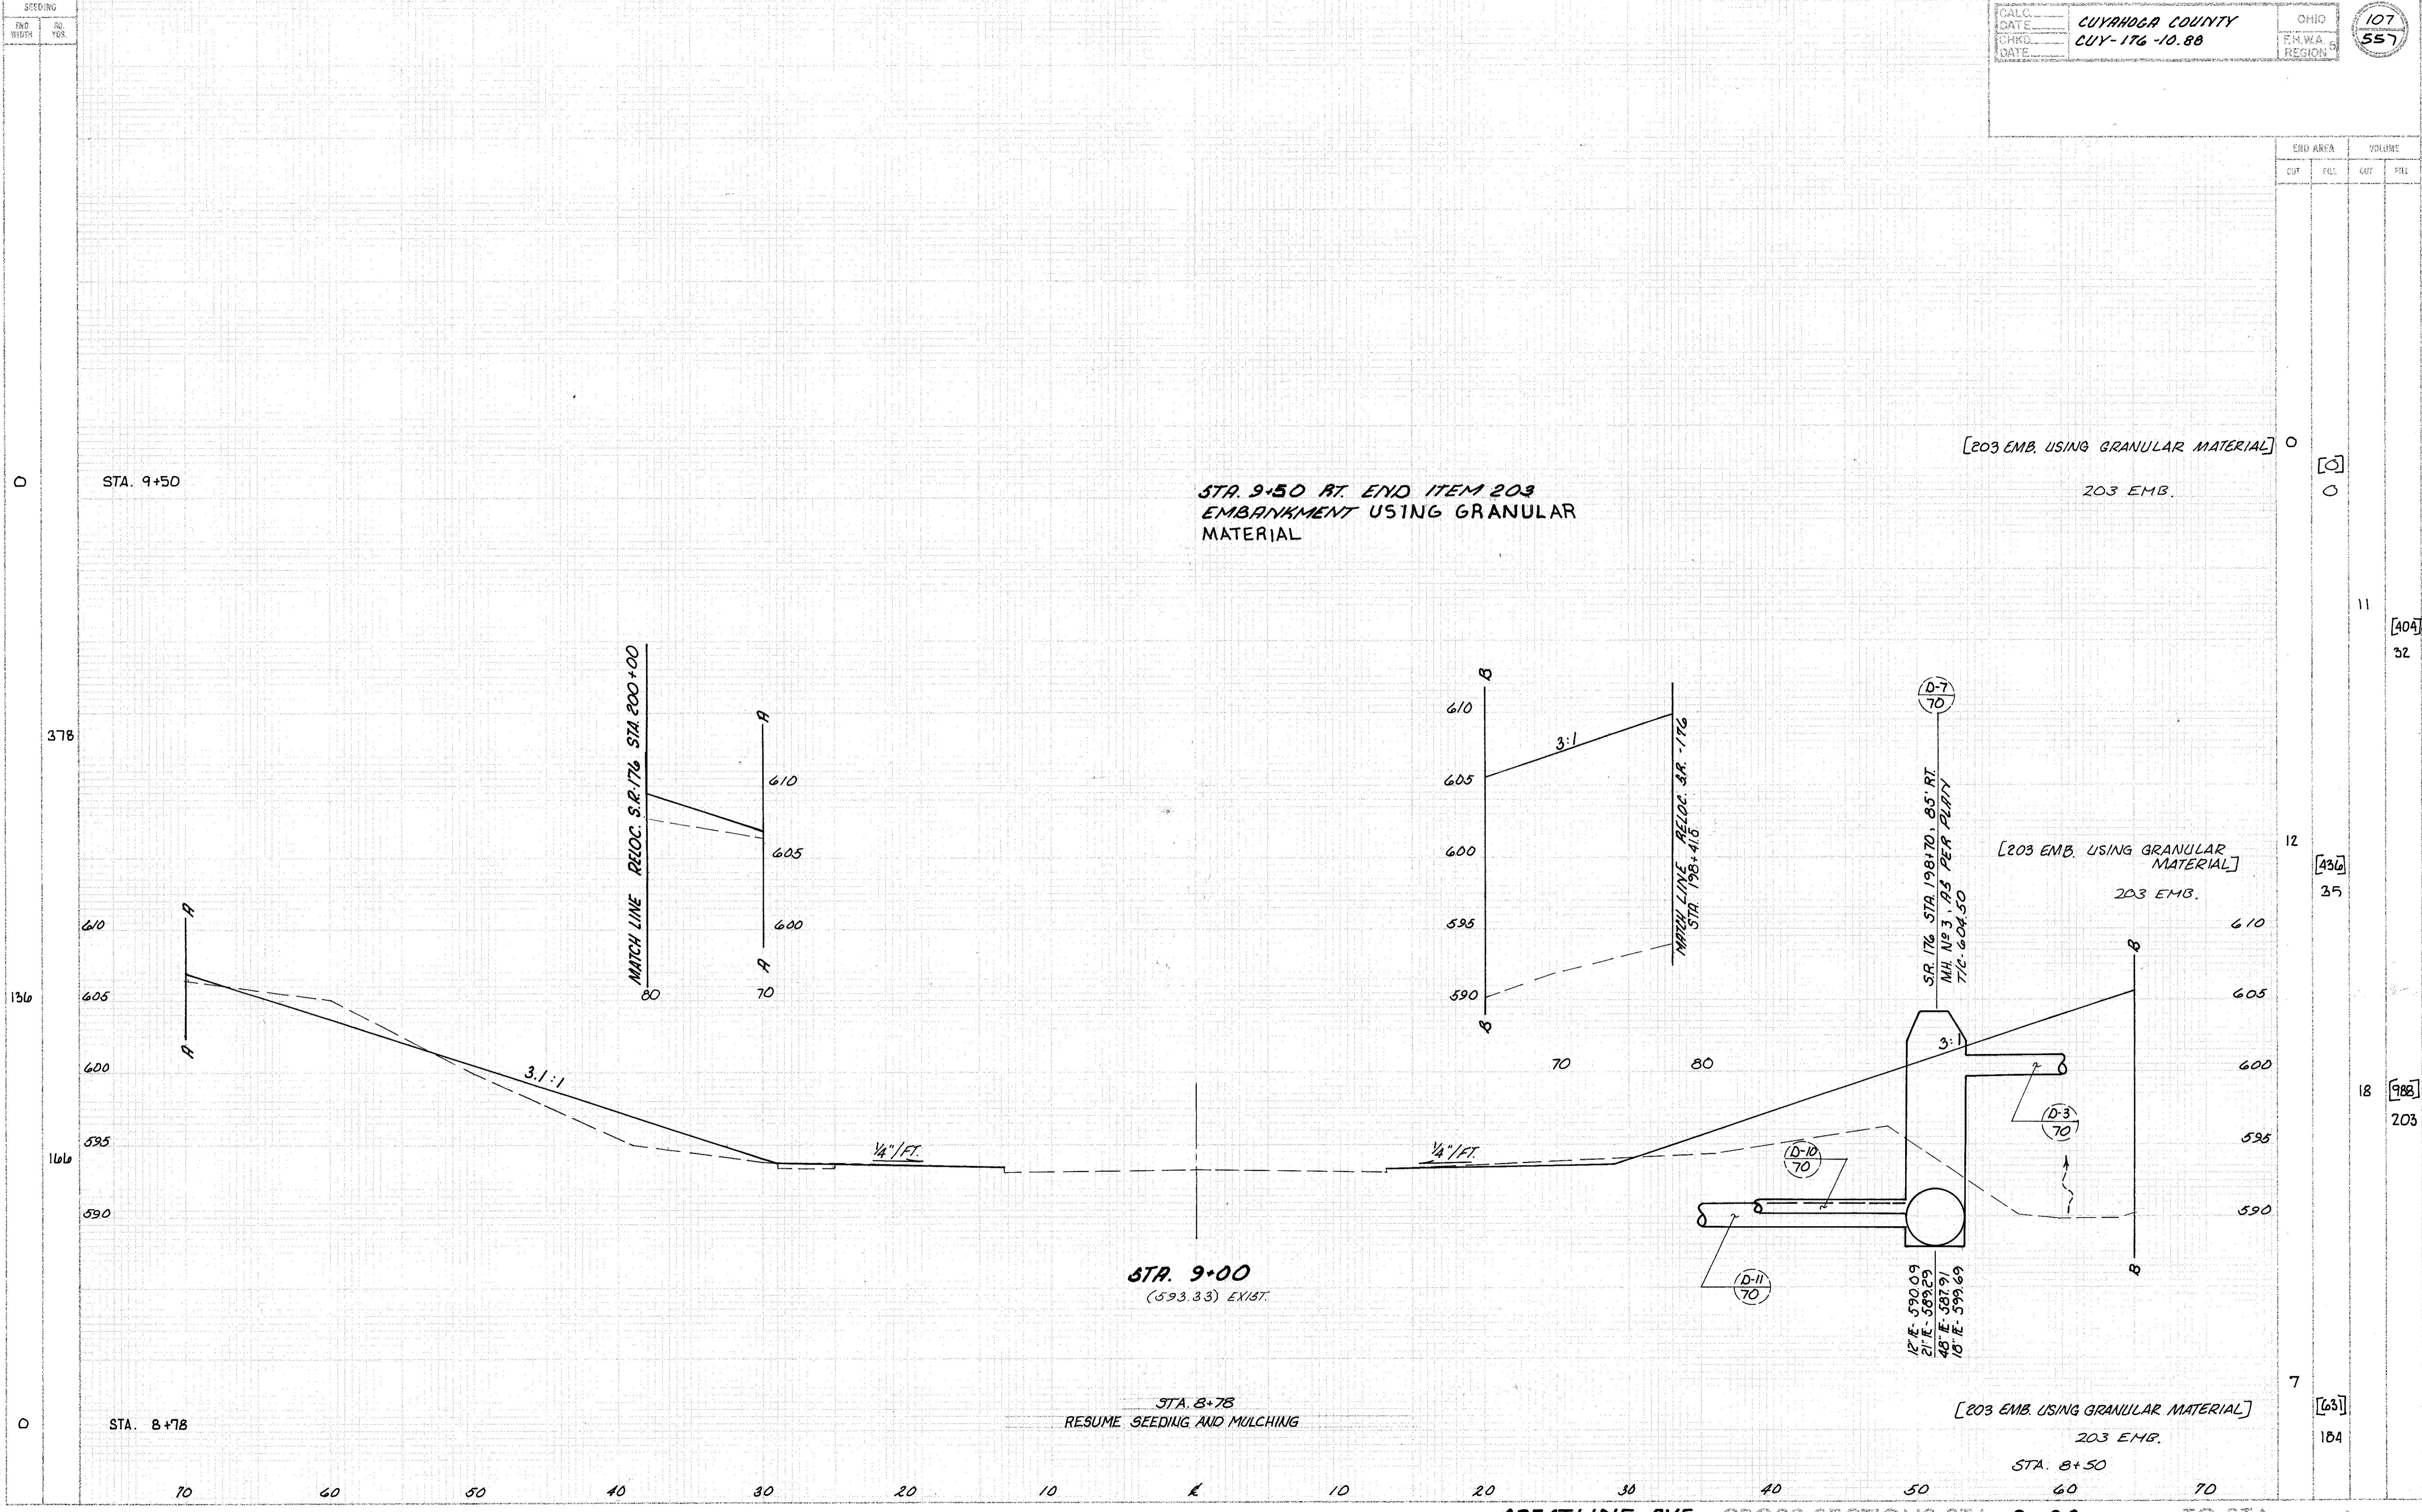 SEEDING
END WIDTH
SQ. YDS.
CALC.
DATE
CHKD.
DATE
CUYAHOGA COUNTY
CUY-176-10.88
OHIO
F.H.W.A. 5
REGION
107
557
END AREA
VOLUME
CUT
FILL
CUT
FILL
[203 EMB. USING GRANULAR MATERIAL] 0
[0]
203 EMB.
0
0
STA. 9+50
STA. 9+50 RT. END ITEM 203
EMBANKMENT USING GRANULAR
MATERIAL
11
[404]
32
378
MATCH LINE RELOC. S.R.-176 STA. 200+00
80
A
610
605
600
A
70
B
610
605
600
595
590
B
3:1
MATCH LINE RELOC. S.R.-176
70
80
D-7
70
S.R. 176 STA. 198+70, 85' RT.
M.H. Nº 3, AS PER PLAN
T/C-604.50
[203 EMB. USING GRANULAR
MATERIAL]
12
[436]
203 EMB.
35
136
166
610
605
600
595
590
A
A
3.1:1
1/4"/FT.
1/4"/FT.
3:1
610
605
600
595
590
B
B
D-3
70
D-10
70
D-11
70
18
[988]
203
STA. 9+00
(593.33) EXIST.
12" IE- 590.09
21" IE- 589.29
48" IE- 587.91
18" IE- 599.69
STA. 8+78
RESUME SEEDING AND MULCHING
0
STA. 8+78
7
[203 EMB. USING GRANULAR MATERIAL]
[631]
203 EMB.
184
STA. 8+50
70 60 50 40 30 20 10 ℄ 10 20 30 40 50 60 70